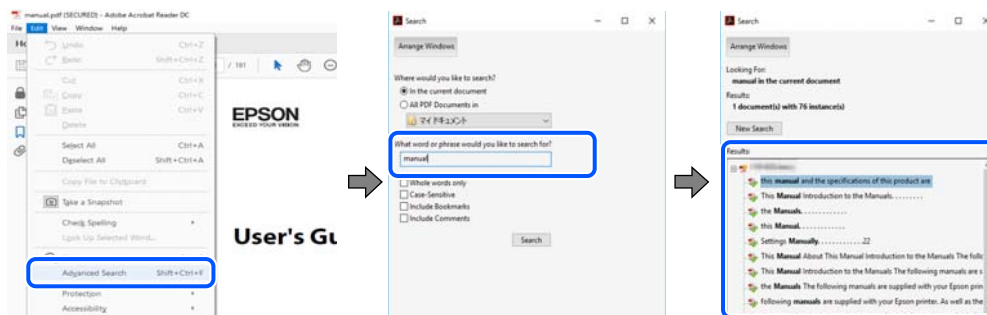 manual.pdf (SECURED) - Adobe Acrobat Reader DC
File Edit View Window Help
Undo Ctrl+Z
Redo Shift+Ctrl+Z
Cut Ctrl+X
Copy Ctrl+C
Paste Ctrl+V
Delete
Select All Ctrl+A
Deselect All Shift+Ctrl+A
Copy File to Clipboard
Take a Snapshot
Check Spelling
Look Up Selected Word...
Advanced Search Shift+Ctrl+F
Protection
Accessibility
/ 191
EPSON
EXCEED YOUR VISION
User's Gu
Search
Arrange Windows
Where would you like to search?
In the current document
All PDF Documents in
マイ ドキュメント
What word or phrase would you like to search for?
manual
Whole words only
Case-Sensitive
Include Bookmarks
Include Comments
Search
Search
Arrange Windows
Looking For:
manual in the current document
Results:
1 document(s) with 76 instance(s)
New Search
Results:
this manual and the specifications of this product are
This Manual Introduction to the Manuals. . . . . . . .
the Manuals. . . . . . . . . . . .
this Manual. . . . . . . . . . . .
Settings Manually. . . . . . . . . . . .22
This Manual About This Manual Introduction to the Manuals The follo
This Manual Introduction to the Manuals The following manuals are s
the Manuals The following manuals are supplied with your Epson prin
following manuals are supplied with your Epson printer. As well as the